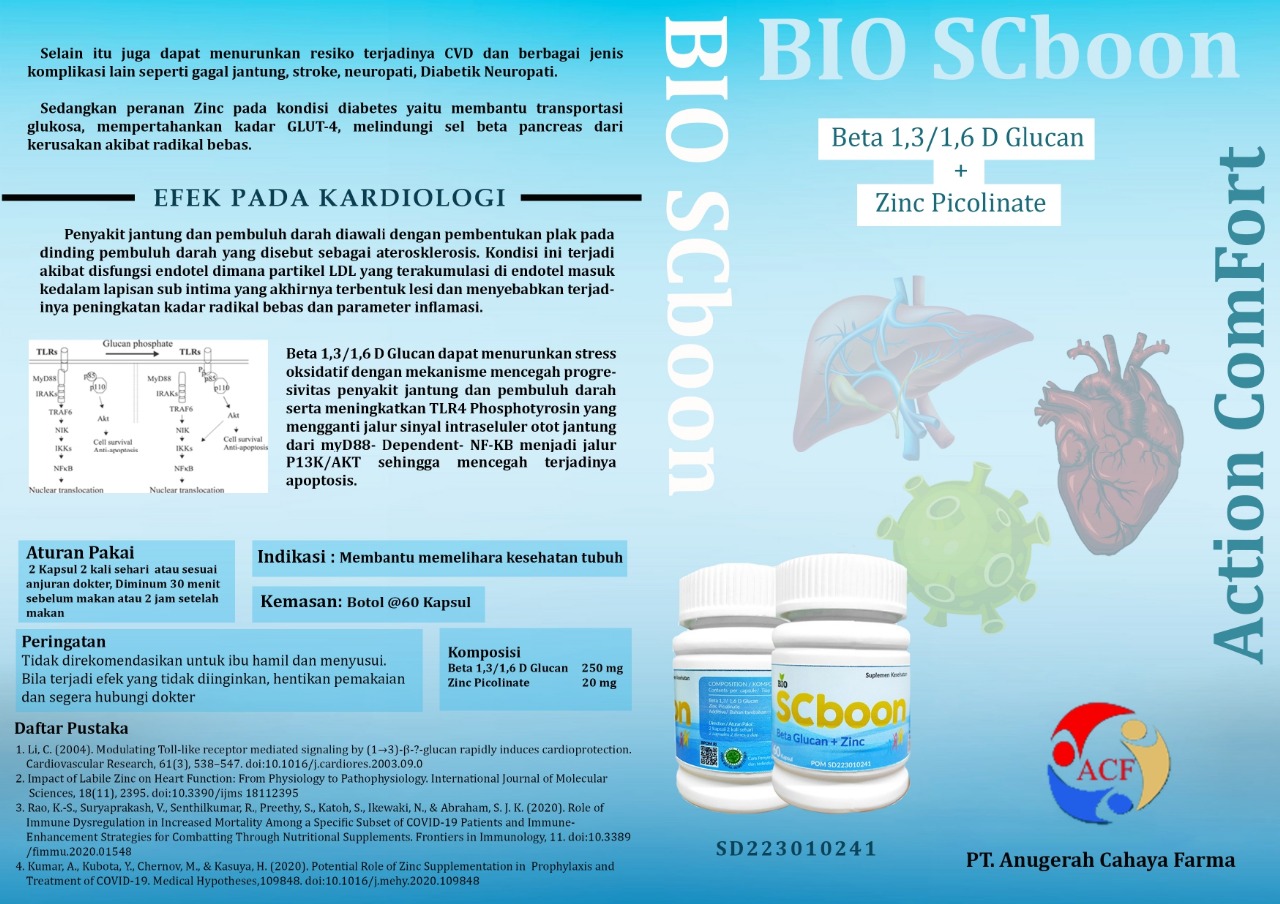 Selain itu juga dapat menurunkan resiko terjadinya CVD dan berbagai jenis
komplikasi lain seperti gagal jantung, stroke, neuropati, Diabetik Neuropati.
Sedangkan peranan Zinc pada kondisi diabetes yaitu membantu transportasi
glukosa, mempertahankan kadar GLUT-4, melindungi sel beta pancreas dari
kerusakan akibat radikal bebas.
EFEK PADA KARDIOLOGI
Penyakit jantung dan pembuluh darah diawali dengan pembentukan plak pada
dinding pembuluh darah yang disebut sebagai aterosklerosis. Kondisi ini terjadi
akibat disfungsi endotel dimana partikel LDL yang terakumulasi di endotel masuk
kedalam lapisan sub intima yang akhirnya terbentuk lesi dan menyebabkan terjad-
inya peningkatan kadar radikal bebas dan parameter inflamasi.
Glucan phosphate
TLRs
TLRs
MyD88
p85
p110
MyD88
P
p85
p110
IRAKs
IRAKs
TRAF6
Akt
TRAF6
Akt
NIK
NIK
IKKs
Cell survival
Anti-apoptosis
IKKs
Cell survival
Anti-apoptosis
NFκB
NFκB
Nuclear translocation
Nuclear translocation
Beta 1,3/1,6 D Glucan dapat menurunkan stress
oksidatif dengan mekanisme mencegah progre-
sivitas penyakit jantung dan pembuluh darah
serta meningkatkan TLR4 Phosphotyrosin yang
mengganti jalur sinyal intraseluler otot jantung
dari myD88- Dependent- NF-KB menjadi jalur
P13K/AKT sehingga mencegah terjadinya
apoptosis.
Aturan Pakai
2 Kapsul 2 kali sehari atau sesuai
anjuran dokter, Diminum 30 menit
sebelum makan atau 2 jam setelah
makan
Indikasi : Membantu memelihara kesehatan tubuh
Kemasan: Botol @60 Kapsul
Peringatan
Tidak direkomendasikan untuk ibu hamil dan menyusui.
Bila terjadi efek yang tidak diinginkan, hentikan pemakaian
dan segera hubungi dokter
Komposisi
Beta 1,3/1,6 D Glucan 250 mg
Zinc Picolinate 20 mg
Daftar Pustaka
1. Li, C. (2004). Modulating Toll-like receptor mediated signaling by (1→3)-β-?-glucan rapidly induces cardioprotection.
Cardiovascular Research, 61(3), 538–547. doi:10.1016/j.cardiores.2003.09.0
2. Impact of Labile Zinc on Heart Function: From Physiology to Pathophysiology. International Journal of Molecular
Sciences, 18(11), 2395. doi:10.3390/ijms 18112395
3. Rao, K.-S., Suryaprakash, V., Senthilkumar, R., Preethy, S., Katoh, S., Ikewaki, N., & Abraham, S. J. K. (2020). Role of
Immune Dysregulation in Increased Mortality Among a Specific Subset of COVID-19 Patients and Immune-
Enhancement Strategies for Combatting Through Nutritional Supplements. Frontiers in Immunology, 11. doi:10.3389
/fimmu.2020.01548
4. Kumar, A., Kubota, Y., Chernov, M., & Kasuya, H. (2020). Potential Role of Zinc Supplementation in Prophylaxis and
Treatment of COVID-19. Medical Hypotheses,109848. doi:10.1016/j.mehy.2020.109848
BIO SCboon
BIO SCboon
Beta 1,3/1,6 D Glucan
+
Zinc Picolinate
Action ComFort
Suplemen Kesehatan
BIO
SCboon
Beta Glucan + Zinc
POM SD223010241
SD223010241
ACF
PT. Anugerah Cahaya Farma